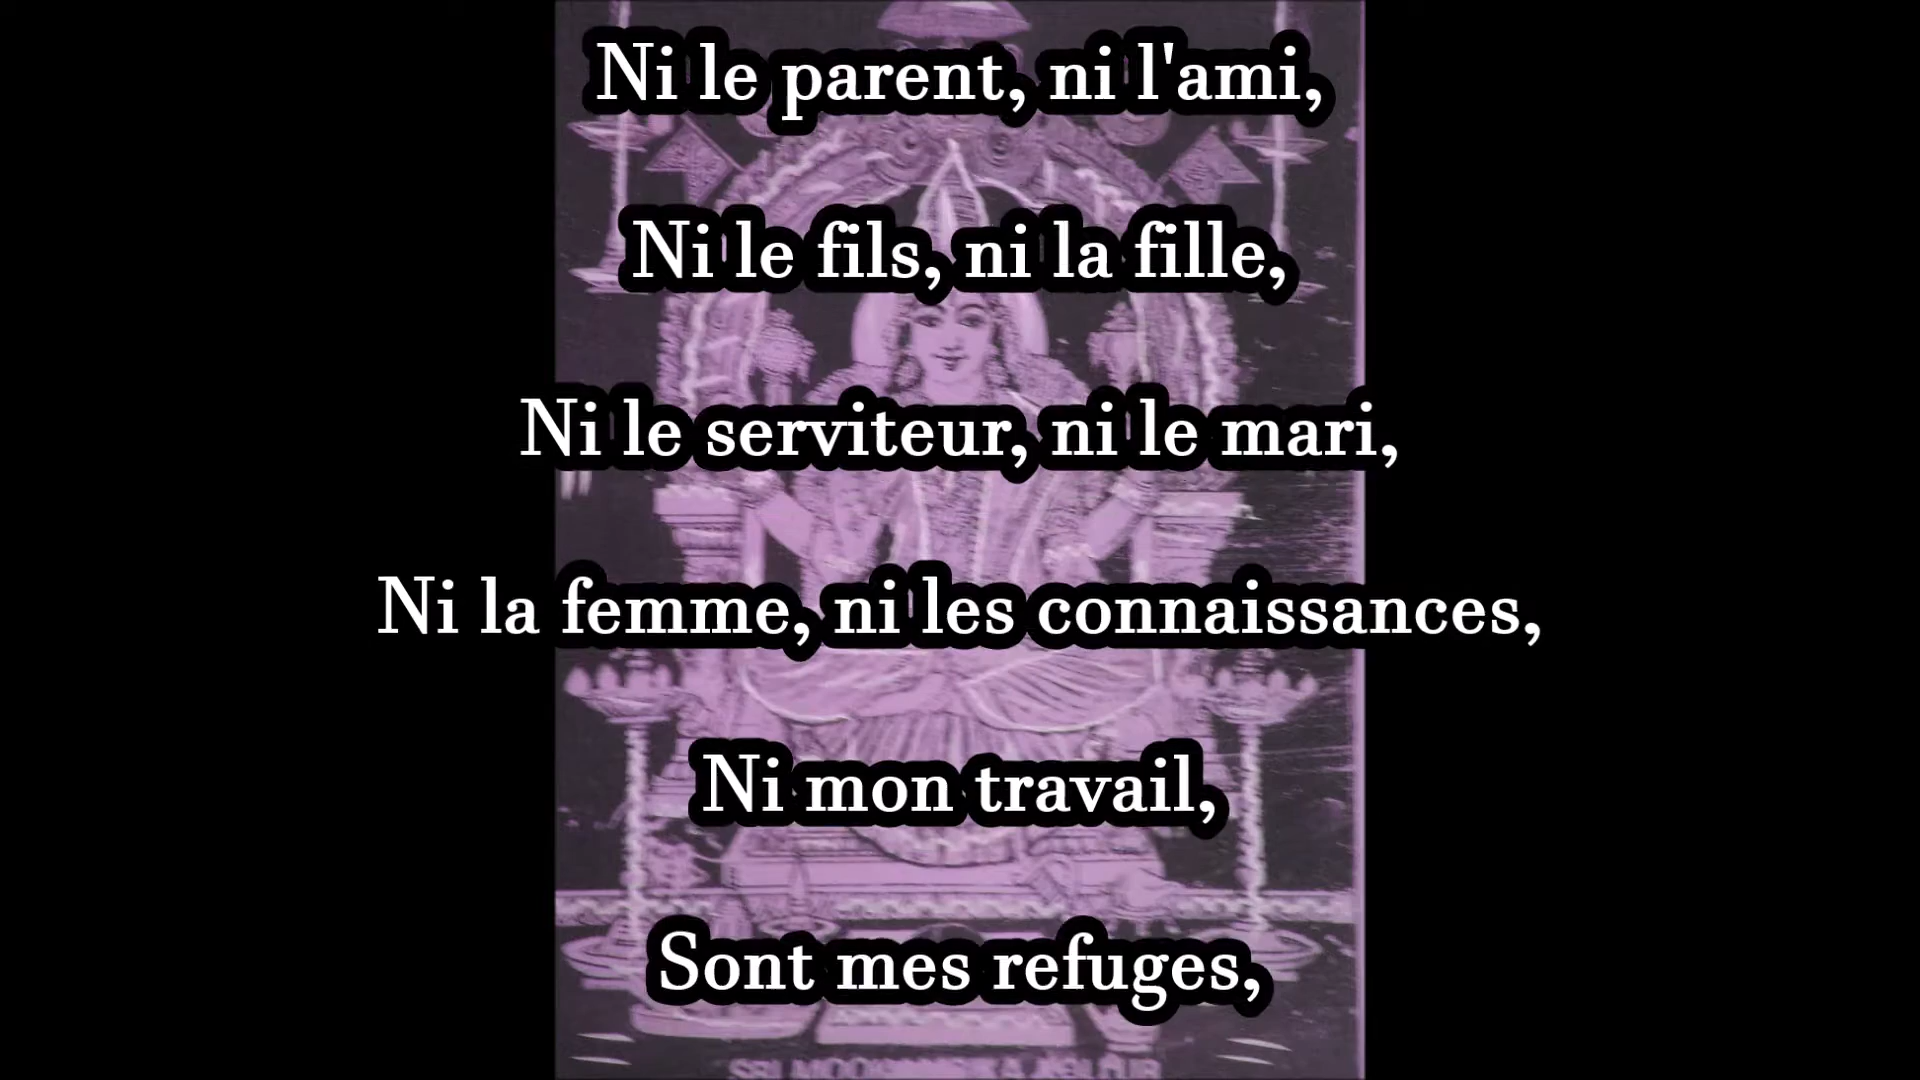 Ni le parent, ni l'ami,
Ni le fils, ni la fille,
Ni le serviteur, ni le mari,
Ni la femme, ni les connaissances,
Ni mon travail,
Sont mes refuges,
SRI